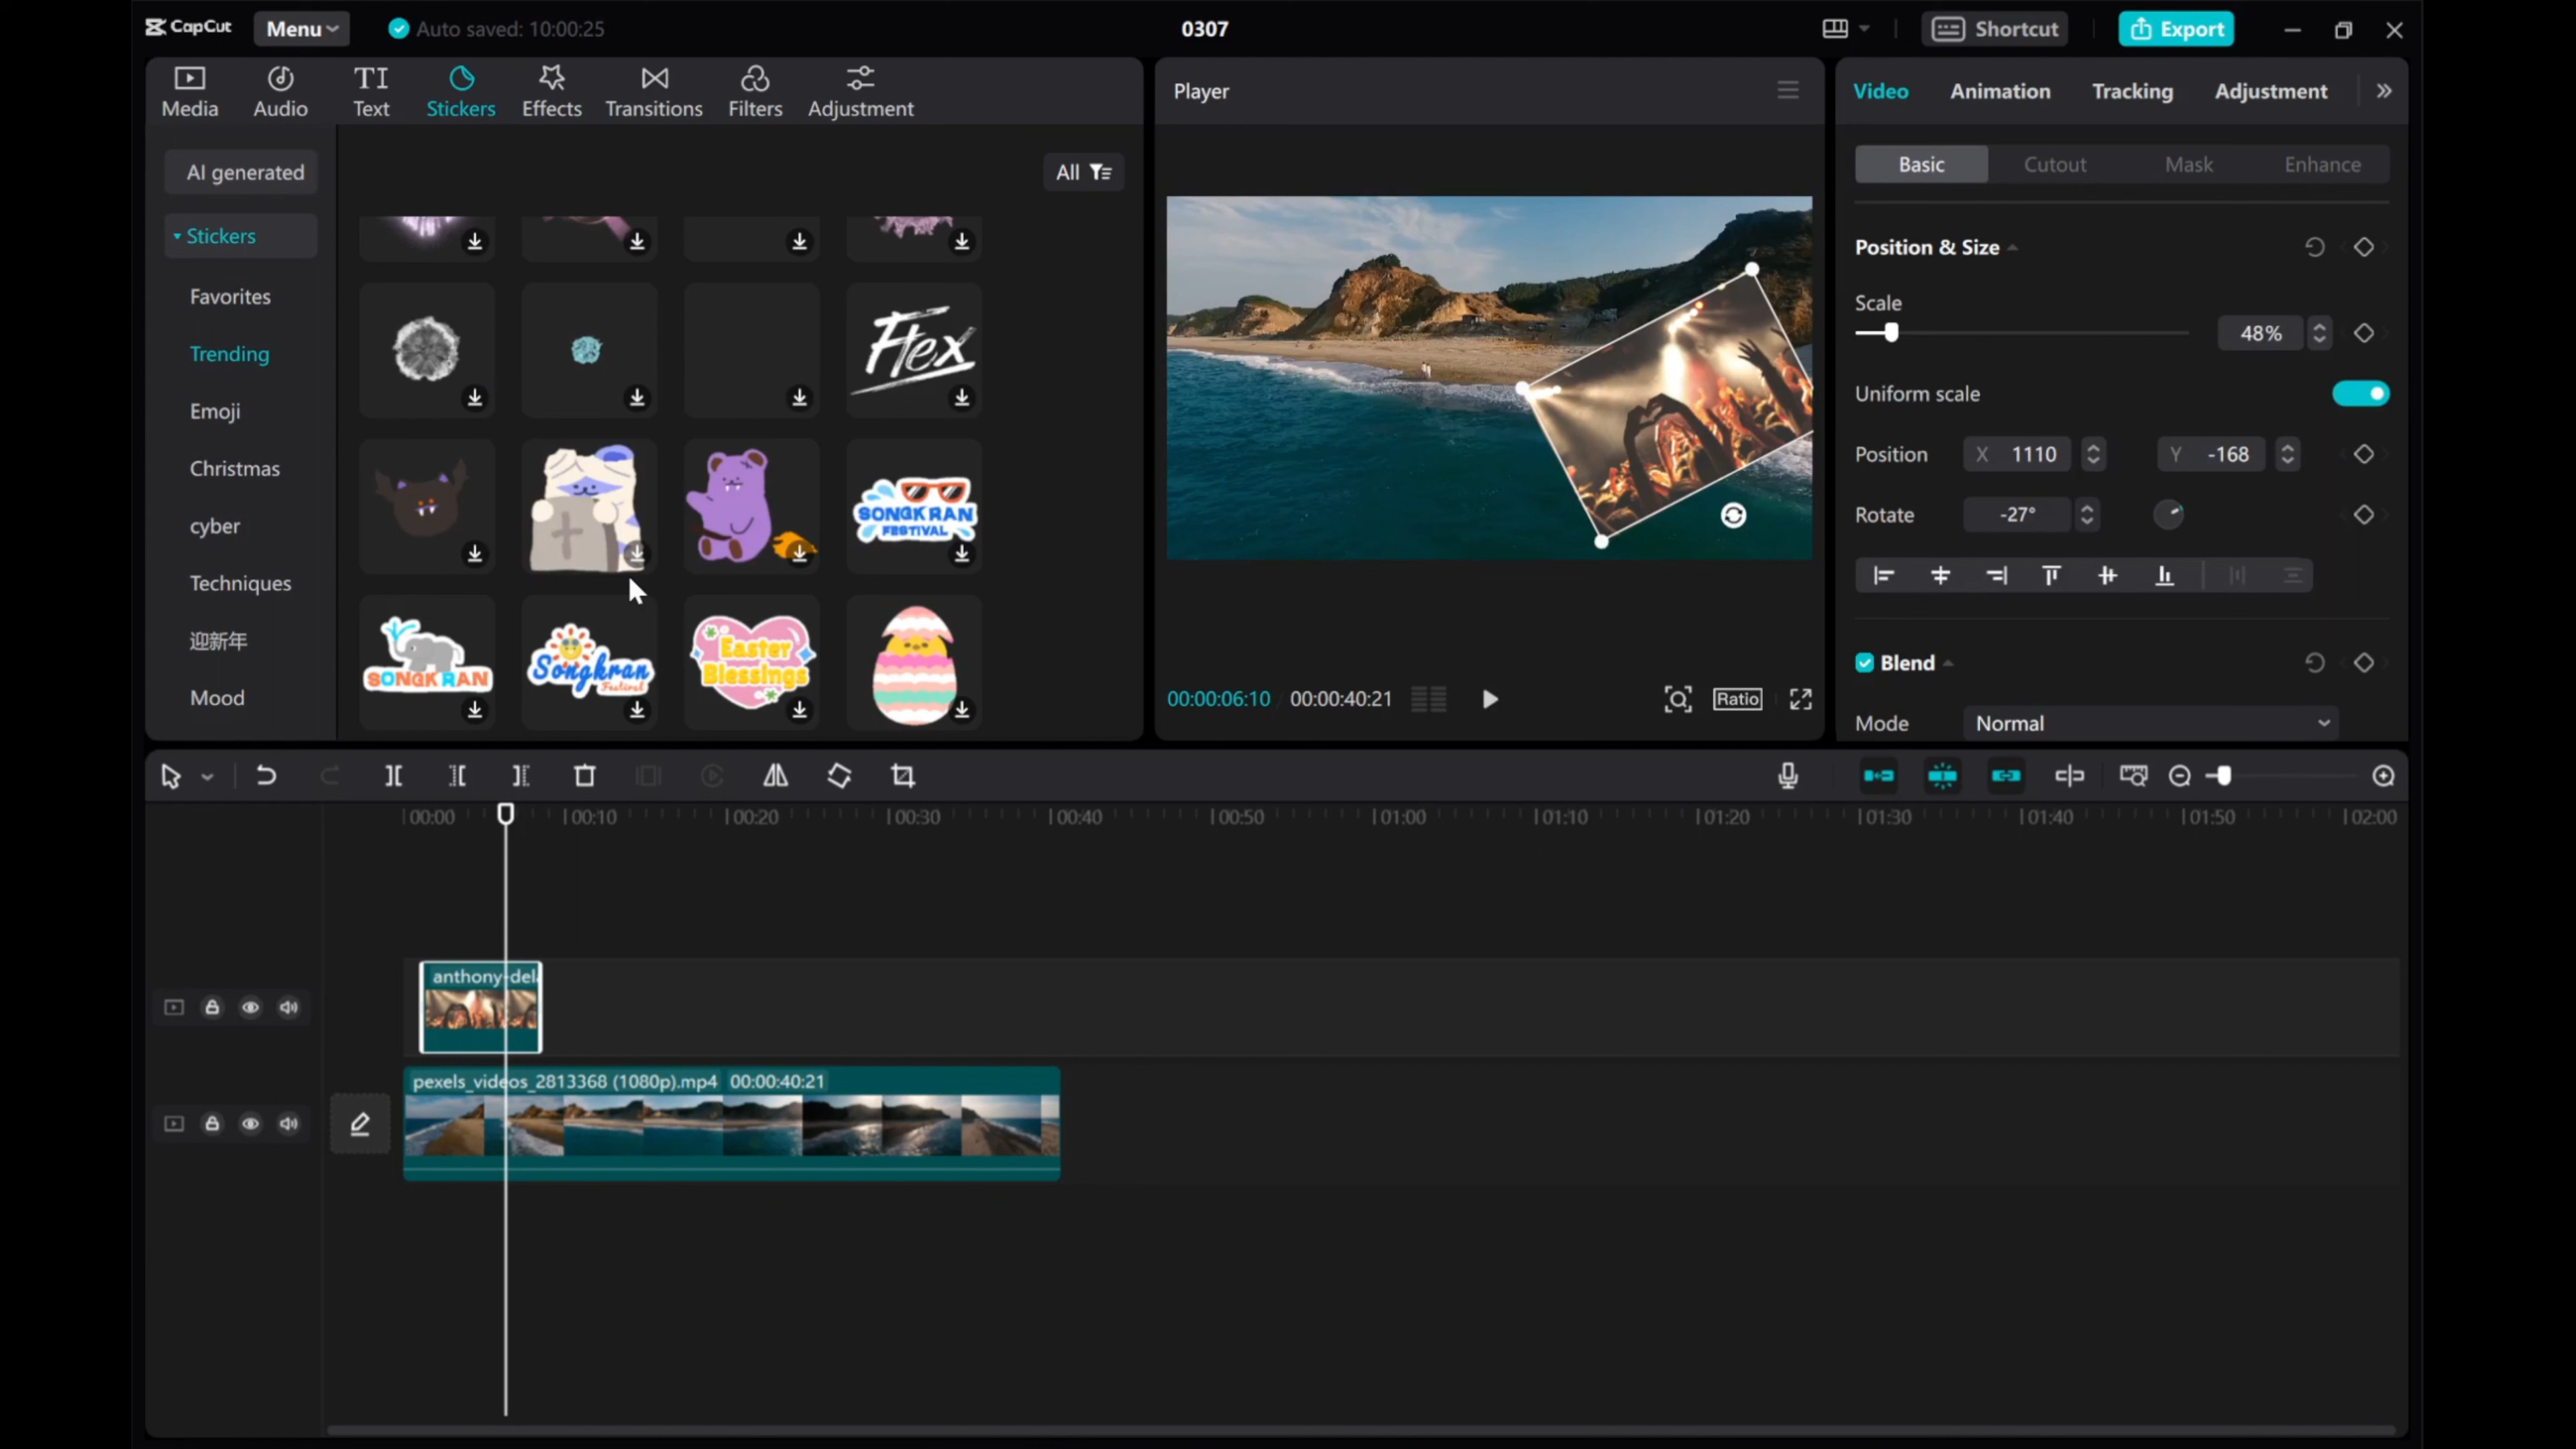 CapCut
Menu
Auto saved: 10:00:25
0307
Shortcut
Export
Media
Audio
Text
Stickers
Effects
Transitions
Filters
Adjustment
AI generated
Stickers
Favorites
Trending
Emoji
Christmas
cyber
Techniques
迎新年
Mood
All
Flex
SONGKRAN
FESTIVAL
SONGKRAN
Songkran
Festival
Easter
Blessings
Player
00:00:06:10
00:00:40:21
Ratio
Video
Animation
Tracking
Adjustment
Basic
Cutout
Mask
Enhance
Position & Size
Scale
48%
Uniform scale
Position
X 1110
Y -168
Rotate
-27°
Blend
Mode
Normal
00:00
00:10
00:20
00:30
00:40
00:50
01:00
01:10
01:20
01:30
01:40
01:50
02:00
anthony-del
pexels_videos_2813368 (1080p).mp4 00:00:40:21